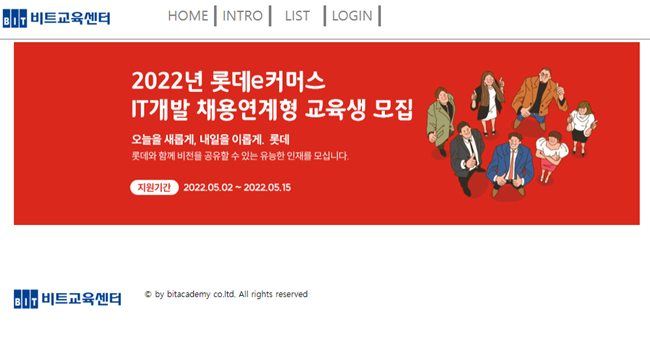 BIT 비트교육센터
HOME INTRO LIST LOGIN
2022년 롯데e커머스
IT개발 채용연계형 교육생 모집
오늘을 새롭게, 내일을 이롭게. 롯데
롯데와 함께 비전을 공유할 수 있는 유능한 인재를 모십니다.
지원기간 2022.05.02 ~ 2022.05.15
BIT 비트교육센터
© by bitacademy co.ltd. All rights reserved